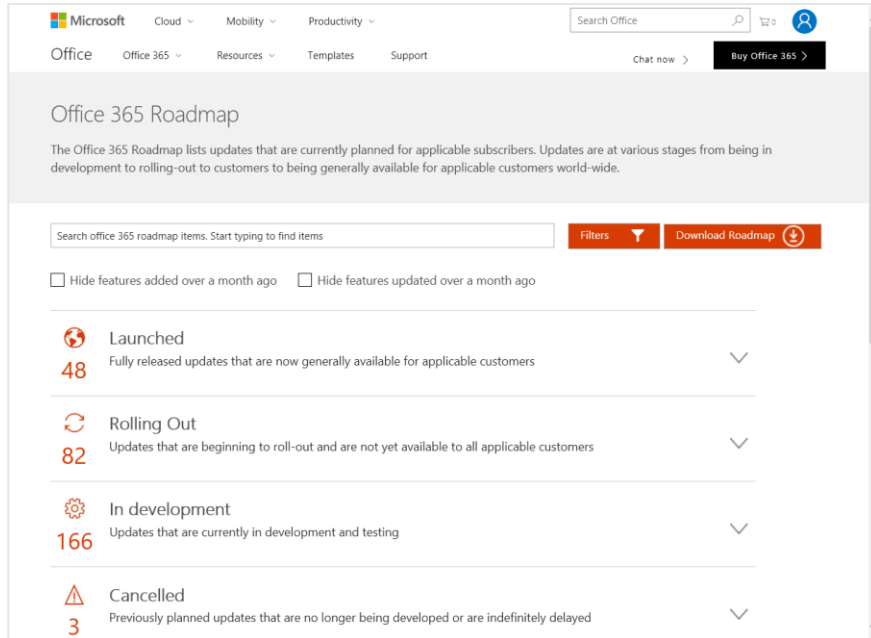 Microsoft Cloud Mobility Productivity Search Office 0
Office Office 365 Resources Templates Support Chat now Buy Office 365
Office 365 Roadmap
The Office 365 Roadmap lists updates that are currently planned for applicable subscribers. Updates are at various stages from being in
development to rolling-out to customers to being generally available for applicable customers world-wide.
Search office 365 roadmap items. Start typing to find items Filters Download Roadmap
Hide features added over a month ago Hide features updated over a month ago
Launched
Fully released updates that are now generally available for applicable customers
48
Rolling Out
Updates that are beginning to roll-out and are not yet available to all applicable customers
82
In development
Updates that are currently in development and testing
166
Cancelled
Previously planned updates that are no longer being developed or are indefinitely delayed
3